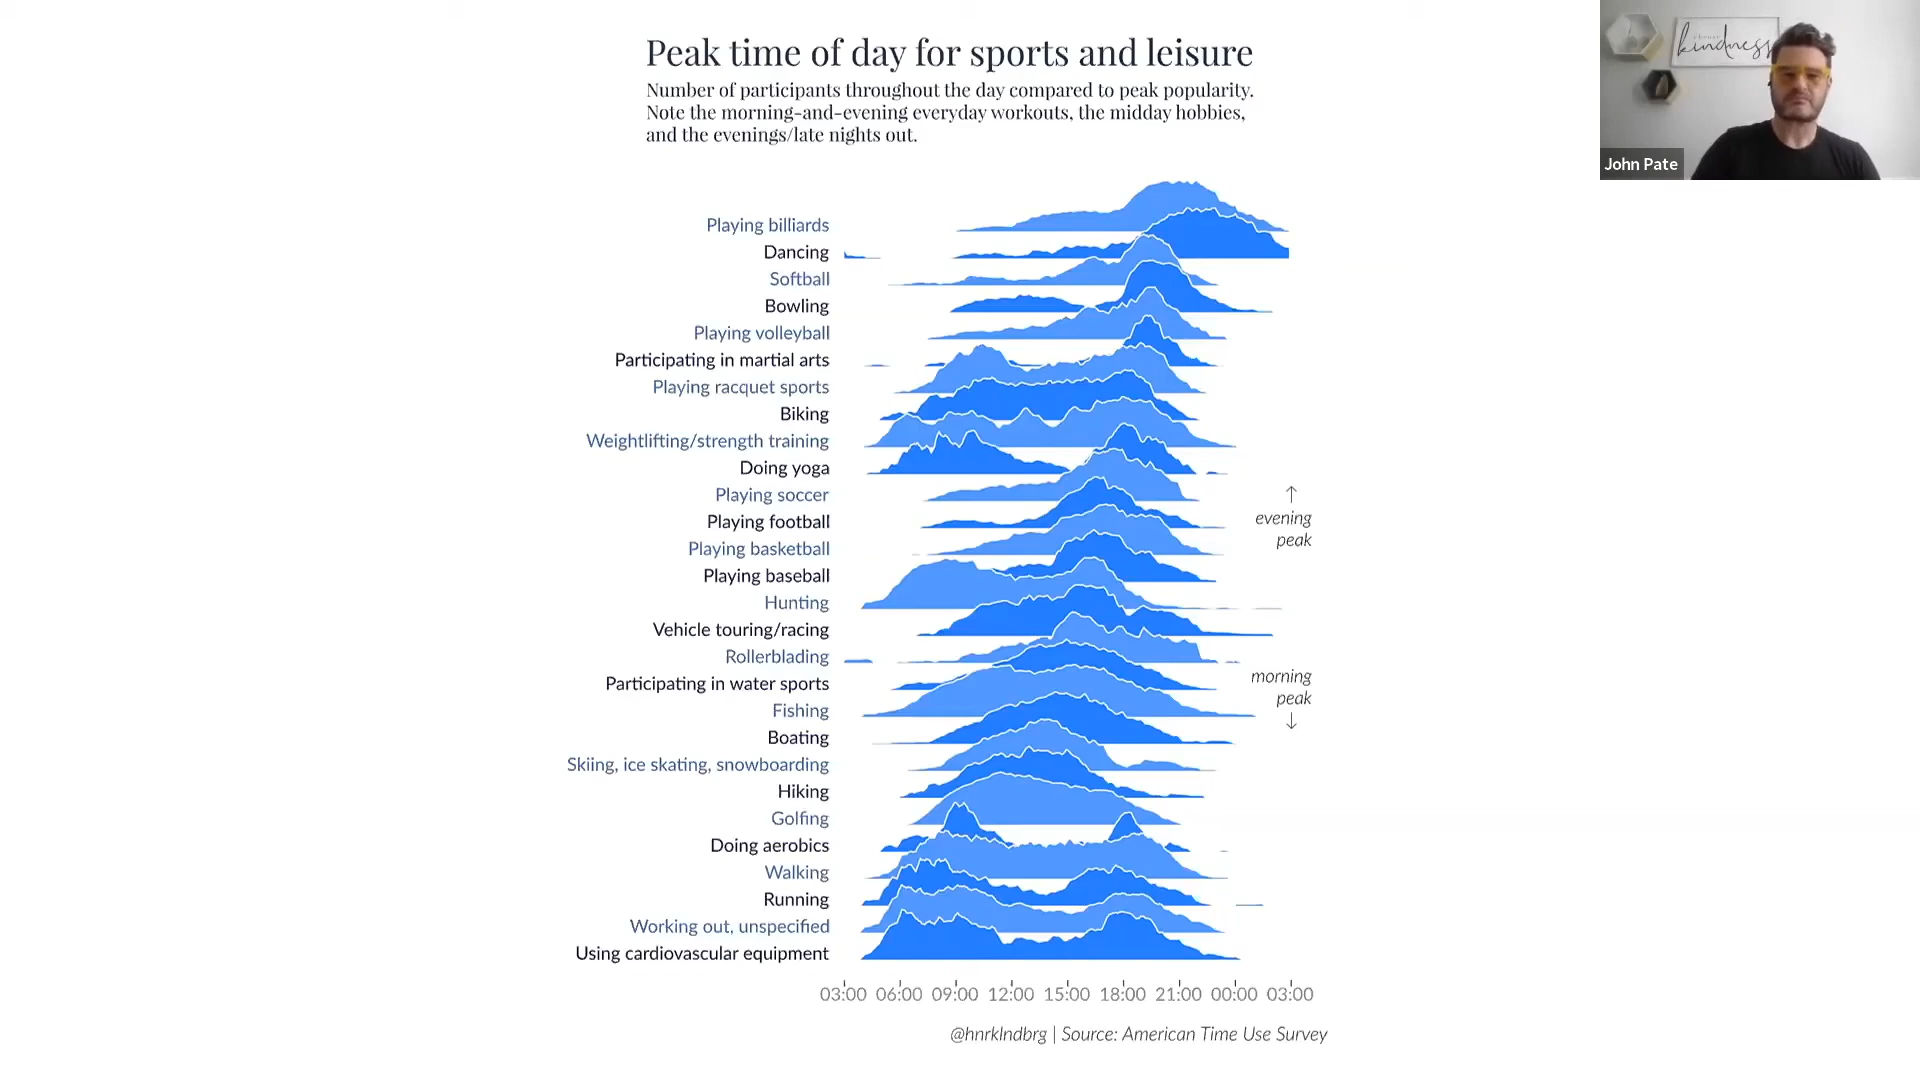 Peak time of day for sports and leisure
Number of participants throughout the day compared to peak popularity.
Note the morning-and-evening everyday workouts, the midday hobbies,
and the evenings/late nights out.
kindness
John Pate
Playing billiards
Dancing
Softball
Bowling
Playing volleyball
Participating in martial arts
Playing racquet sports
Biking
Weightlifting/strength training
Doing yoga
Playing soccer
Playing football
Playing basketball
Playing baseball
Hunting
Vehicle touring/racing
Rollerblading
Participating in water sports
Fishing
Boating
Skiing, ice skating, snowboarding
Hiking
Golfing
Doing aerobics
Walking
Running
Working out, unspecified
Using cardiovascular equipment
↑
evening
peak
morning
peak
↓
03:00 06:00 09:00 12:00 15:00 18:00 21:00 00:00 03:00
@hnrklndbrg | Source: American Time Use Survey